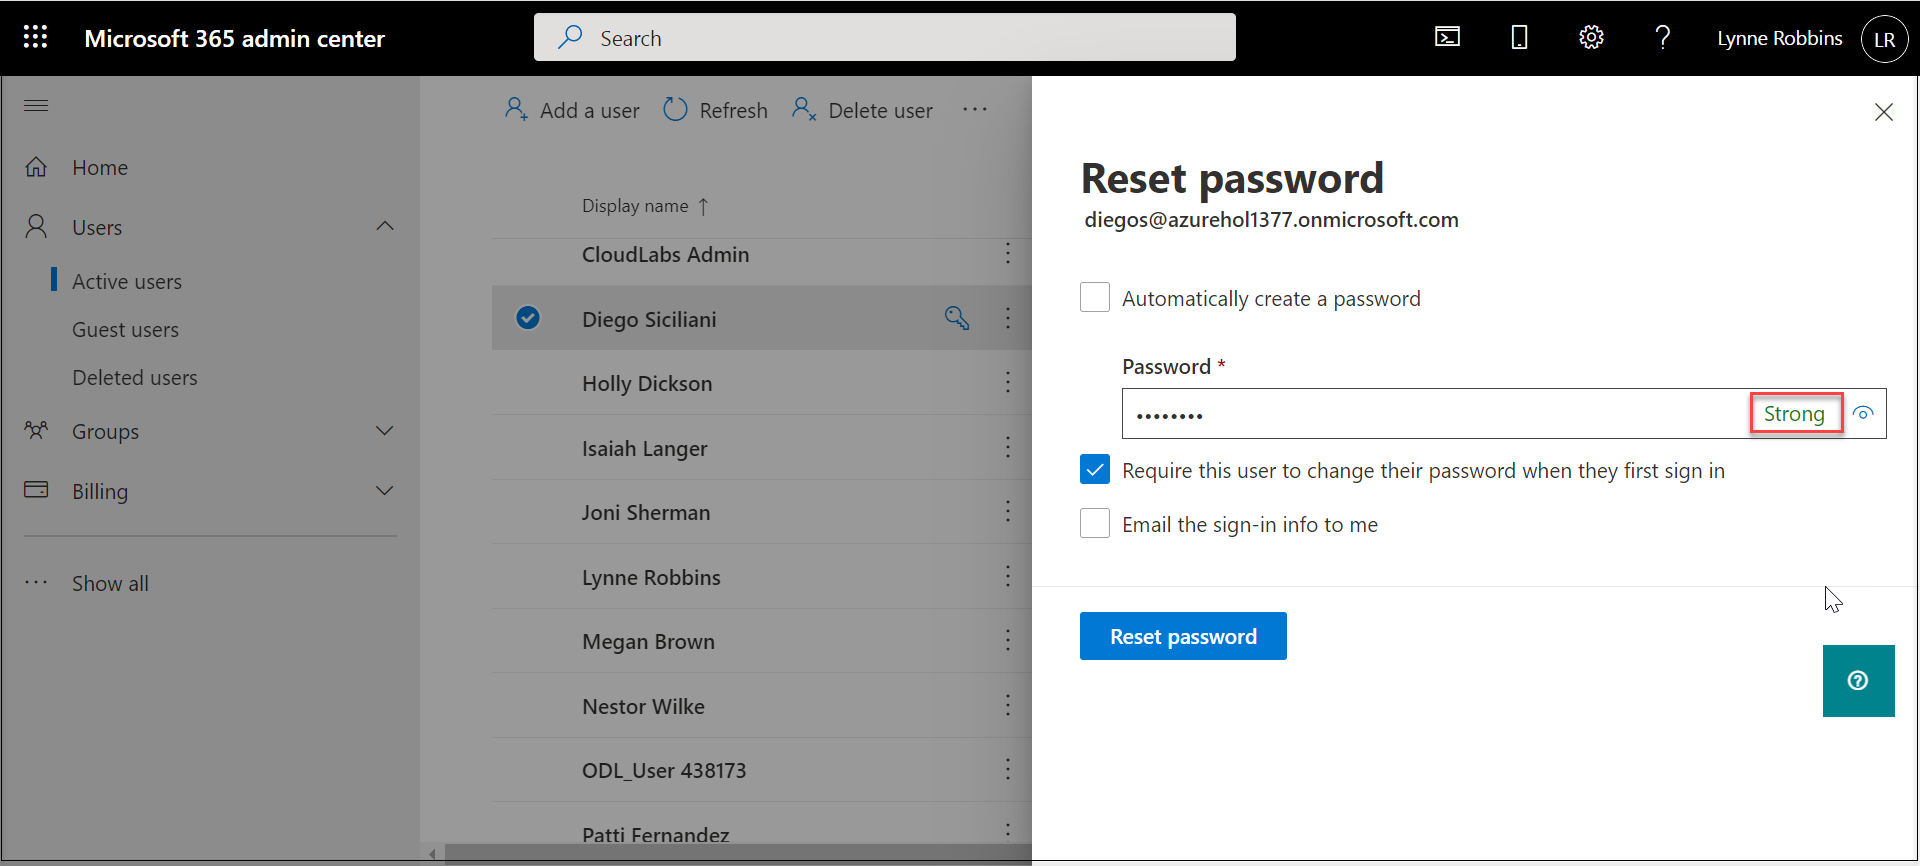 Microsoft 365 admin center
Search
Lynne Robbins
LR
Home
Users
Active users
Guest users
Deleted users
Groups
Billing
Show all
Add a user
Refresh
Delete user
Display name ↑
CloudLabs Admin
Diego Siciliani
Holly Dickson
Isaiah Langer
Joni Sherman
Lynne Robbins
Megan Brown
Nestor Wilke
ODL_User 438173
Patti Fernandez
Reset password
diegos@azurehol1377.onmicrosoft.com
Automatically create a password
Password *
••••••••
Strong
Require this user to change their password when they first sign in
Email the sign-in info to me
Reset password